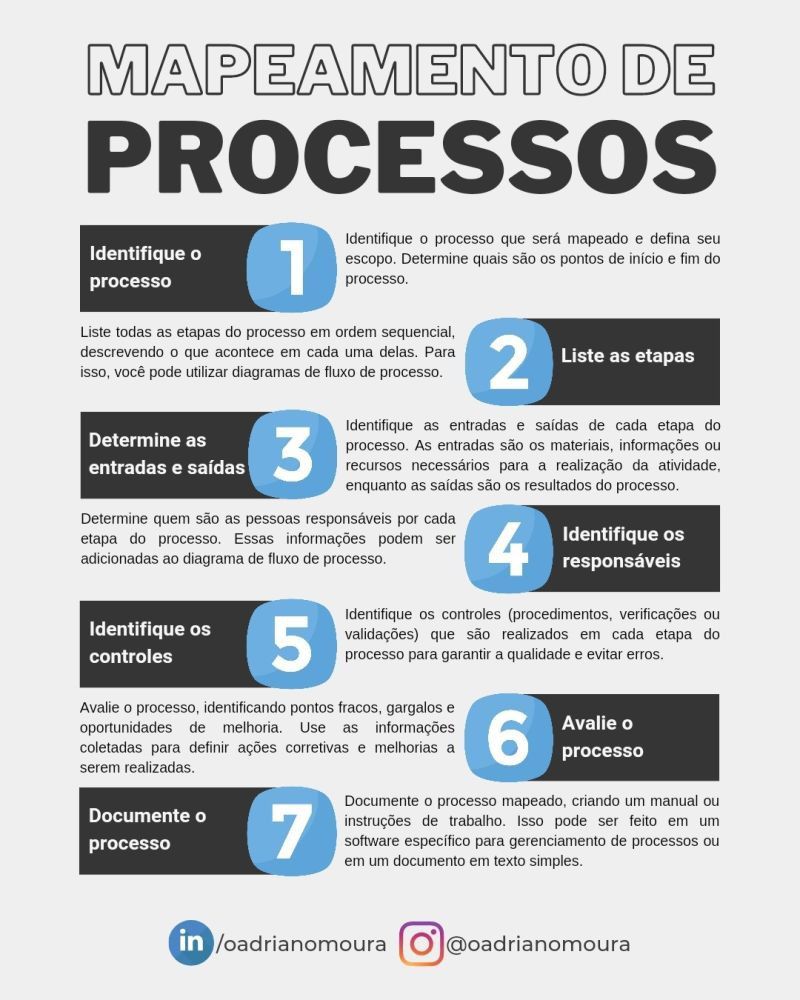 MAPEAMENTO DE
PROCESSOS
Identifique o
processo
1
Identifique o processo que será mapeado e defina seu
escopo. Determine quais são os pontos de início e fim do
processo.
Liste todas as etapas do processo em ordem sequencial,
descrevendo o que acontece em cada uma delas. Para
isso, você pode utilizar diagramas de fluxo de processo.
2
Liste as etapas
Determine as
entradas e saídas
3
Identifique as entradas e saídas de cada etapa do
processo. As entradas são os materiais, informações ou
recursos necessários para a realização da atividade,
enquanto as saídas são os resultados do processo.
Determine quem são as pessoas responsáveis por cada
etapa do processo. Essas informações podem ser
adicionadas ao diagrama de fluxo de processo.
4
Identifique os
responsáveis
Identifique os
controles
5
Identifique os controles (procedimentos, verificações ou
validações) que são realizados em cada etapa do
processo para garantir a qualidade e evitar erros.
Avalie o processo, identificando pontos fracos, gargalos e
oportunidades de melhoria. Use as informações
coletadas para definir ações corretivas e melhorias a
serem realizadas.
6
Avalie o
processo
Documente o
processo
7
Documente o processo mapeado, criando um manual ou
instruções de trabalho. Isso pode ser feito em um
software específico para gerenciamento de processos ou
em um documento em texto simples.
in /oadrianomoura @oadrianomoura